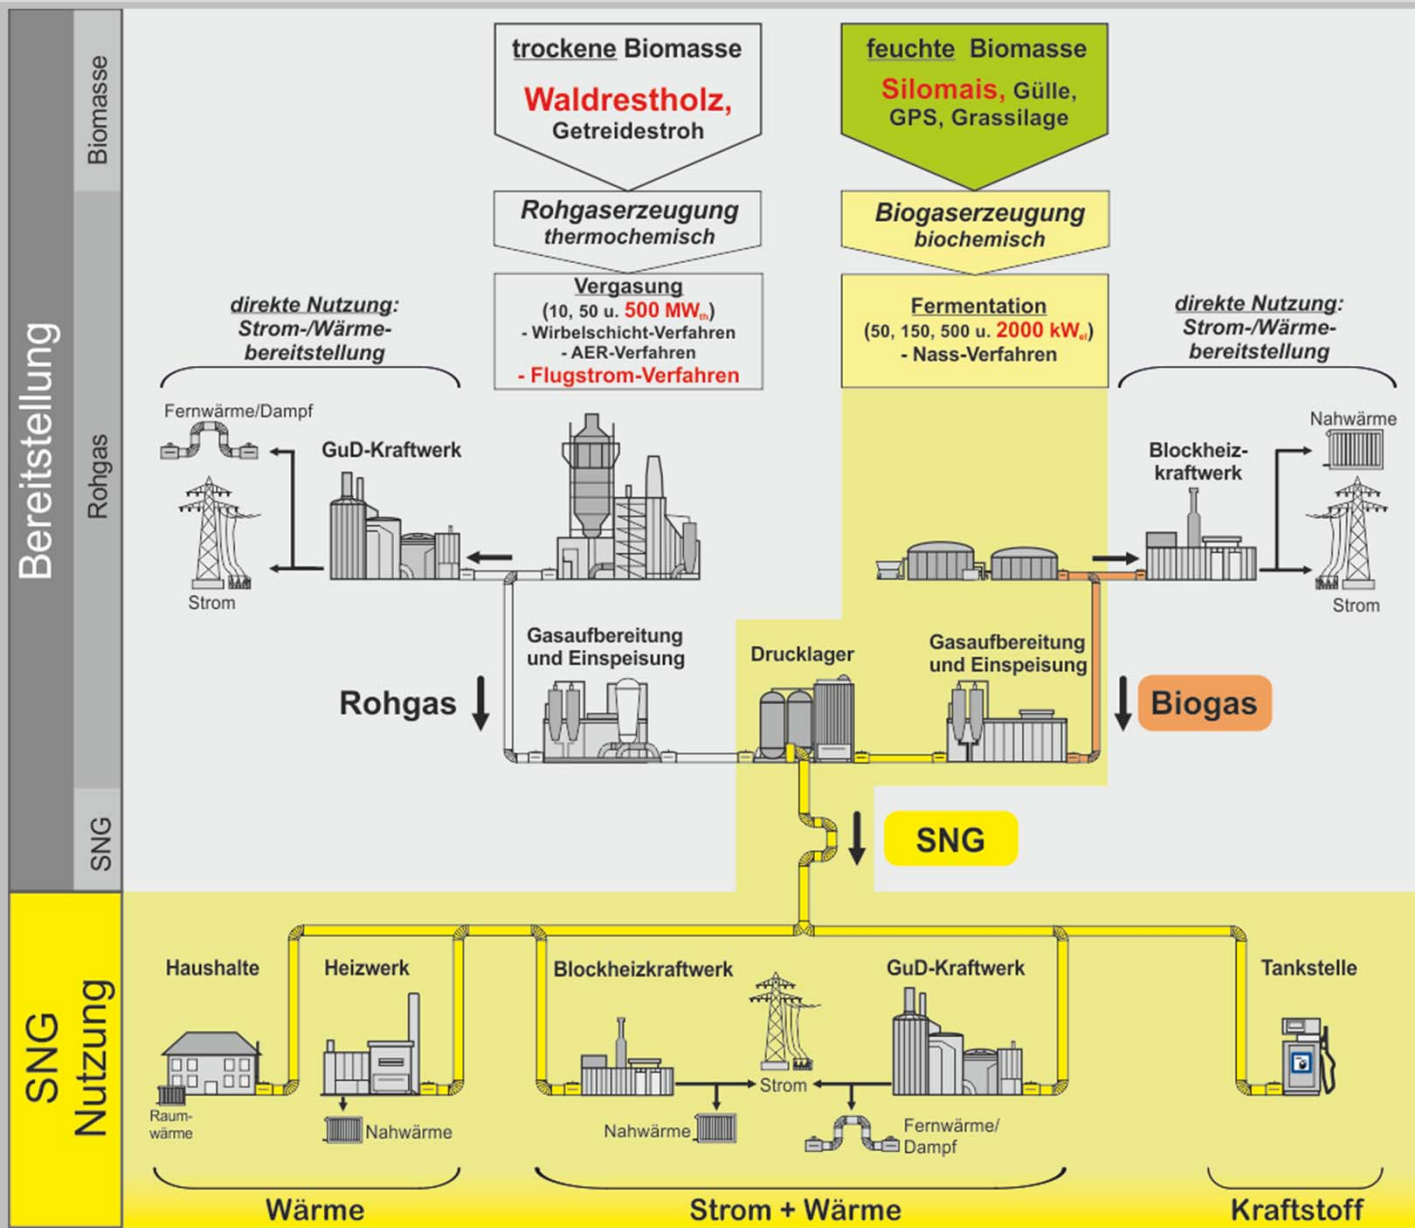 Bereitstellung
Biomasse
Rohgas
SNG
trockene Biomasse
Waldrestholz,
Getreidestroh
feuchte Biomasse
Silomais, Gülle,
GPS, Grassilage
Rohgaserzeugung
thermochemisch
Biogaserzeugung
biochemisch
Vergasung
(10, 50 u. 500 MWth)
- Wirbelschicht-Verfahren
- AER-Verfahren
- Flugstrom-Verfahren
Fermentation
(50, 150, 500 u. 2000 kWel)
- Nass-Verfahren
direkte Nutzung:
Strom-/Wärme-
bereitstellung
direkte Nutzung:
Strom-/Wärme-
bereitstellung
Fernwärme/Dampf
GuD-Kraftwerk
Strom
Blockheiz-
kraftwerk
Nahwärme
Strom
Gasaufbereitung
und Einspeisung
Drucklager
Gasaufbereitung
und Einspeisung
Rohgas
Biogas
SNG
SNG
Nutzung
Haushalte
Heizwerk
Blockheizkraftwerk
GuD-Kraftwerk
Tankstelle
Strom
Raum-
wärme
Nahwärme
Nahwärme
Fernwärme/
Dampf
Wärme
Strom + Wärme
Kraftstoff